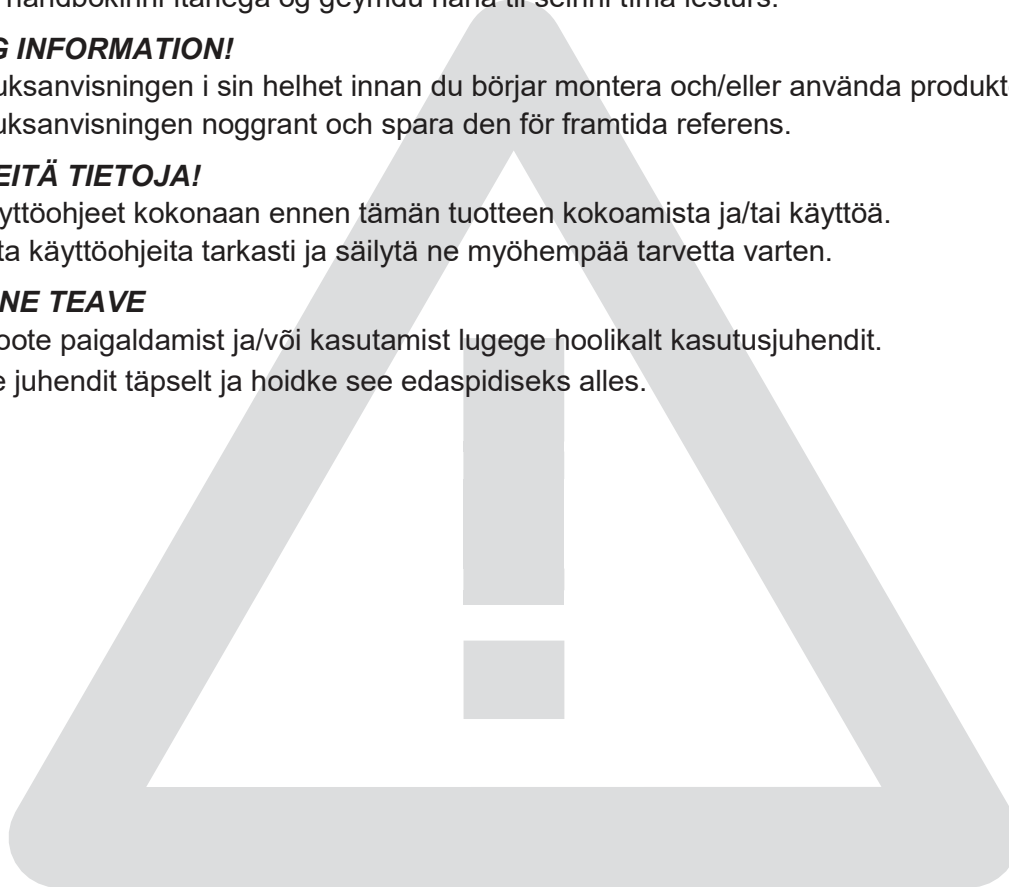 handbókinni ítarlega og geymdu hana til seinni tíma lesturs.
G INFORMATION!
uksanvisningen i sin helhet innan du börjar montera och/eller använda produkt
uksanvisningen noggrant och spara den för framtida referens.
EITÄ TIETOJA!
yttöohjeet kokonaan ennen tämän tuotteen kokoamista ja/tai käyttöä.
ta käyttöohjeita tarkasti ja säilytä ne myöhempää tarvetta varten.
NE TEAVE
oote paigaldamist ja/või kasutamist lugege hoolikalt kasutusjuhendit.
e juhendit täpselt ja hoidke see edaspidiseks alles.